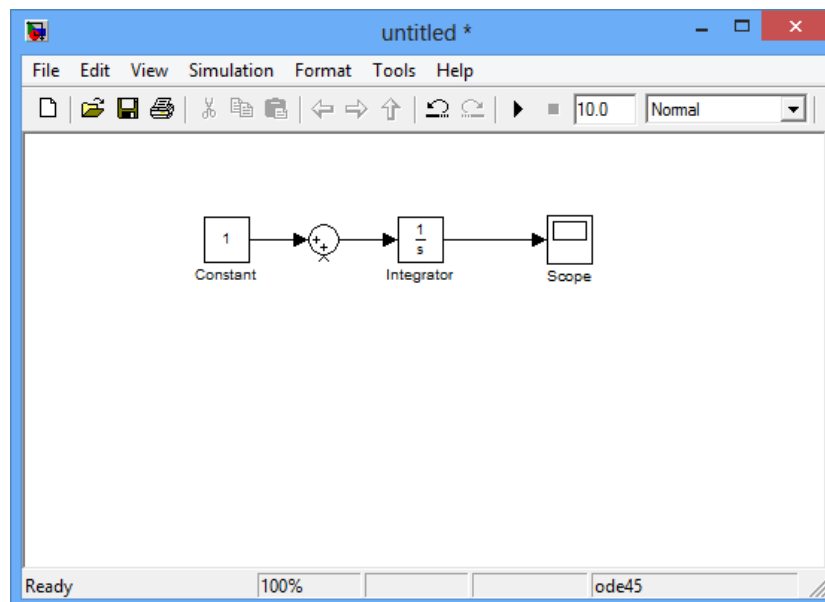 untitled *
File Edit View Simulation Format Tools Help
10.0 Normal
1
+
+
1
s
Constant Integrator Scope
Ready 100% ode45